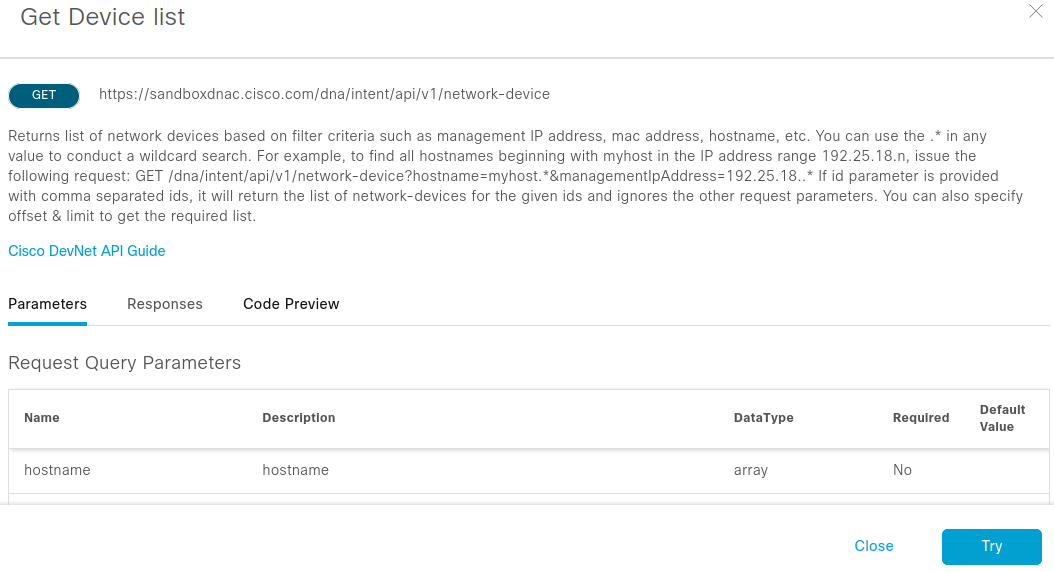 Get Device list
GET https://sandboxdnac.cisco.com/dna/intent/api/v1/network-device
Returns list of network devices based on filter criteria such as management IP address, mac address, hostname, etc. You can use the .* in any
value to conduct a wildcard search. For example, to find all hostnames beginning with myhost in the IP address range 192.25.18.n, issue the
following request: GET /dna/intent/api/v1/network-device?hostname=myhost.*&managementIpAddress=192.25.18..* If id parameter is provided
with comma separated ids, it will return the list of network-devices for the given ids and ignores the other request parameters. You can also specify
offset & limit to get the required list.
Cisco DevNet API Guide
Parameters Responses Code Preview
Request Query Parameters
Name Description DataType Required Default Value
hostname hostname array No
Close Try